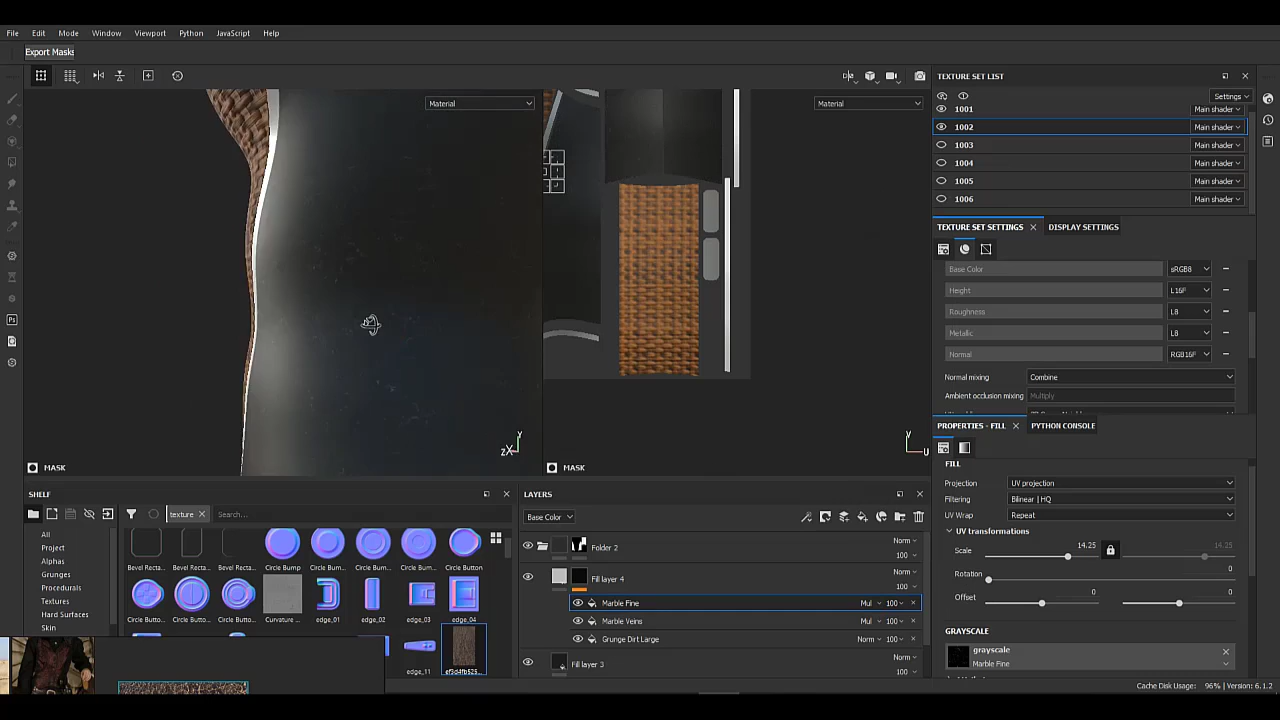 File Edit Mode Window Viewport Python JavaScript Help
Export Masks
Material
Material
TEXTURE SET LIST
Settings
1001 Main shader
1002 Main shader
1003 Main shader
1004 Main shader
1005 Main shader
1006 Main shader
TEXTURE SET SETTINGS DISPLAY SETTINGS
Base Color sRGB8
Height L16F
Roughness L8
Metallic L8
Normal RGB16F
Normal mixing Combine
Ambient occlusion mixing Multiply
PROPERTIES - FILL PYTHON CONSOLE
FILL
Projection UV projection
Filtering Bilinear | HQ
UV Wrap Repeat
UV transformations
Scale 14.25 14.25
Rotation 0
Offset 0 0
GRAYSCALE
grayscale
Marble Fine
Y
zX
V
U
MASK
MASK
SHELF
texture Search...
All
Project
Alphas
Grunges
Procedurals
Textures
Hard Surfaces
Skin
Bevel Recta... Bevel Recta... Bevel Recta... Circle Bump Circle Bum... Circle Bum... Circle Bum... Circle Button
Circle Butto... Circle Butto... Circle Butto... Curvature ... edge_01 edge_02 edge_03 edge_04
edge_11
LAYERS
Base Color
Folder 2 Norm 100
Fill layer 4 Norm 100
Marble Fine Mul 100
Marble Veins Mul 100
Grunge Dirt Large Norm 100
Fill layer 3 Norm 100
Cache Disk Usage: 96% | Version: 6.1.2